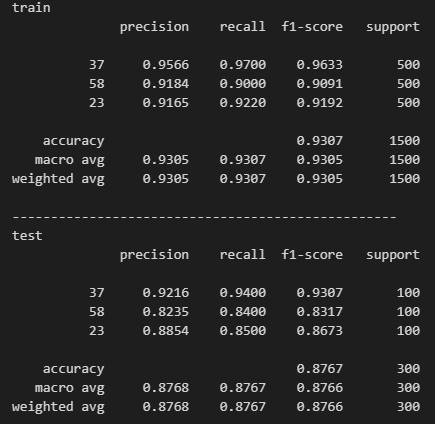 train
precision recall f1-score support
37 0.9566 0.9700 0.9633 500
58 0.9184 0.9000 0.9091 500
23 0.9165 0.9220 0.9192 500
accuracy 0.9307 1500
macro avg 0.9305 0.9307 0.9305 1500
weighted avg 0.9305 0.9307 0.9305 1500
--------------------------------------------------
test
precision recall f1-score support
37 0.9216 0.9400 0.9307 100
58 0.8235 0.8400 0.8317 100
23 0.8854 0.8500 0.8673 100
accuracy 0.8767 300
macro avg 0.8768 0.8767 0.8766 300
weighted avg 0.8768 0.8767 0.8766 300